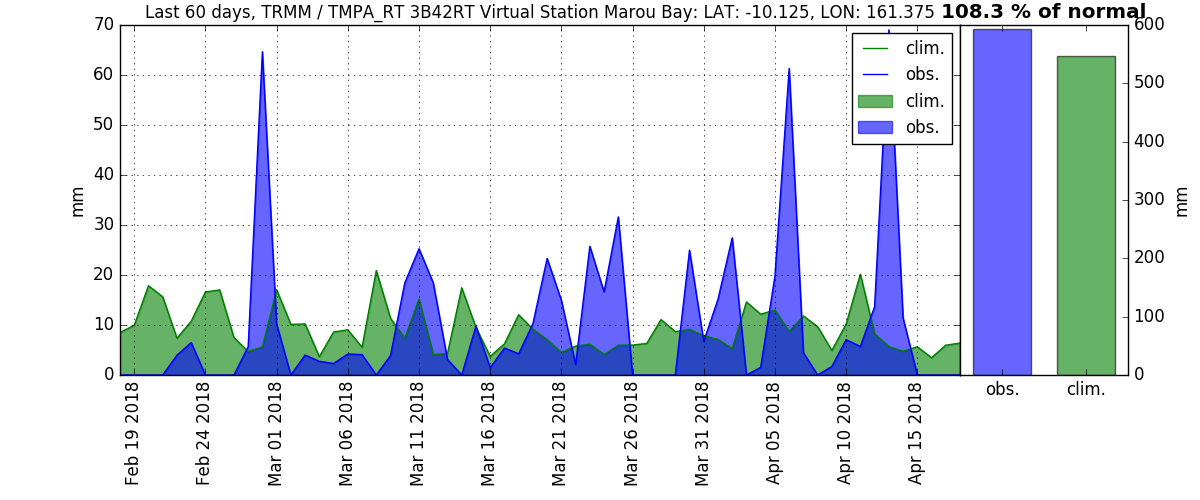 Last 60 days, TRMM / TMPA_RT 3B42RT Virtual Station Marou Bay: LAT: -10.125, LON: 161.375 108.3 % of normal
70
60
50
40
30
20
10
0
mm
clim.
obs.
clim.
obs.
600
500
400
300
200
100
0
mm
obs.
clim.
Feb 19 2018
Feb 24 2018
Mar 01 2018
Mar 06 2018
Mar 11 2018
Mar 16 2018
Mar 21 2018
Mar 26 2018
Mar 31 2018
Apr 05 2018
Apr 10 2018
Apr 15 2018